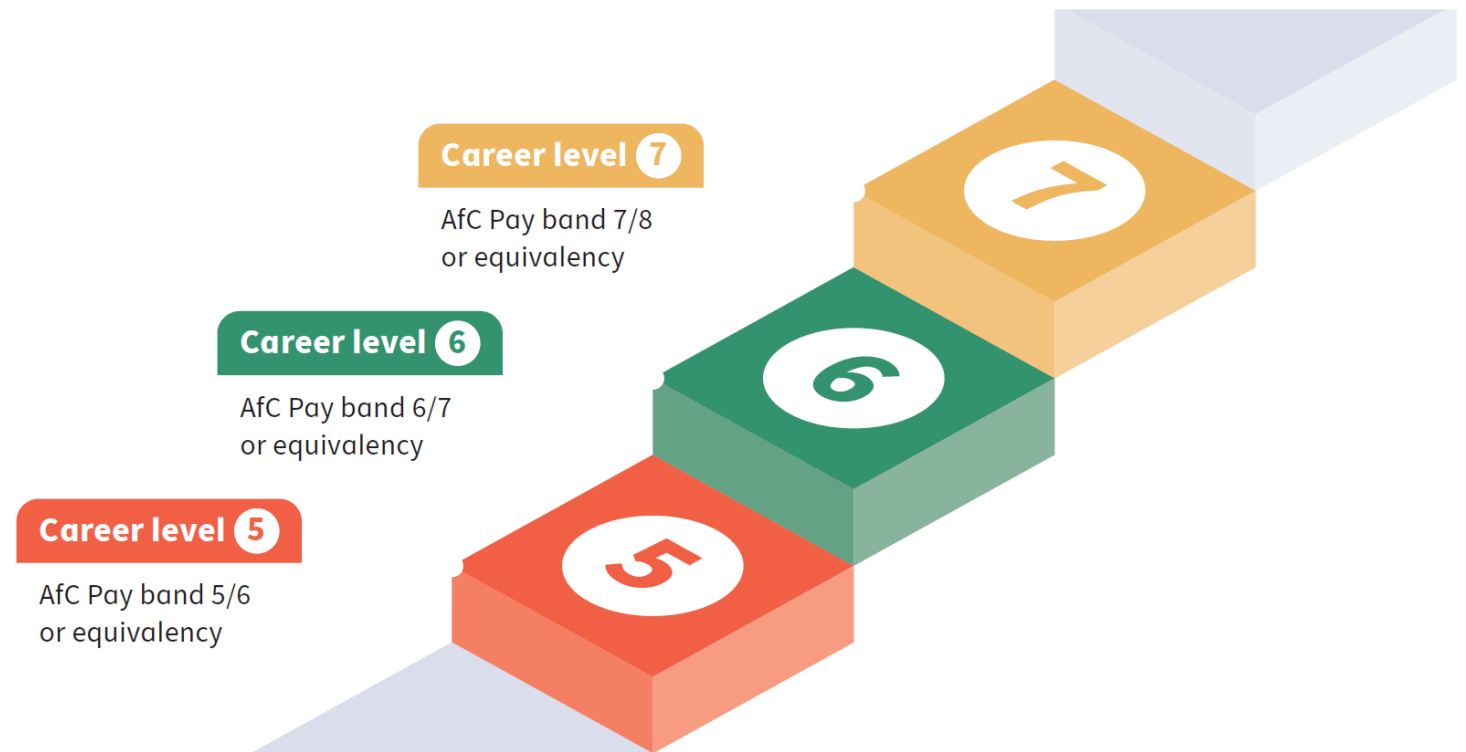 Career level 7
AfC Pay band 7/8
or equivalency
Career level 6
AfC Pay band 6/7
or equivalency
Career level 5
AfC Pay band 5/6
or equivalency
7
6
5